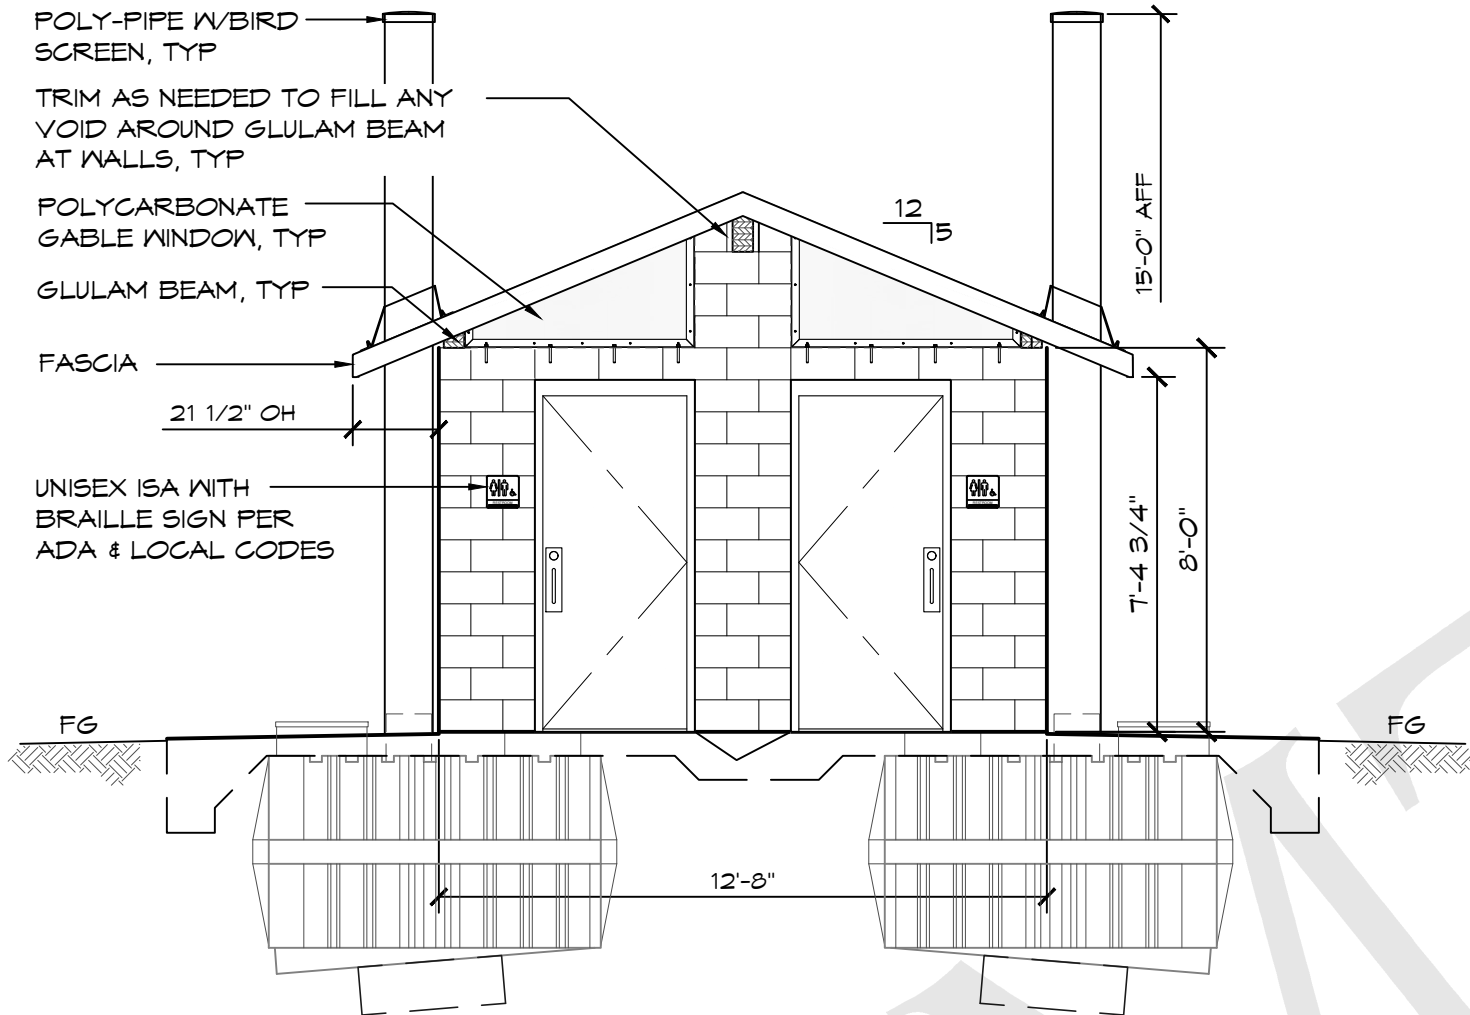 POLY-PIPE W/BIRD
SCREEN, TYP
TRIM AS NEEDED TO FILL ANY
VOID AROUND GLULAM BEAM
AT WALLS, TYP
POLYCARBONATE
GABLE WINDOW, TYP
GLULAM BEAM, TYP
FASCIA
21 1/2" OH
UNISEX ISA WITH
BRAILLE SIGN PER
ADA & LOCAL CODES
12
5
15'-0" AFF
7'-4 3/4"
8'-0"
FG
FG
12'-8"